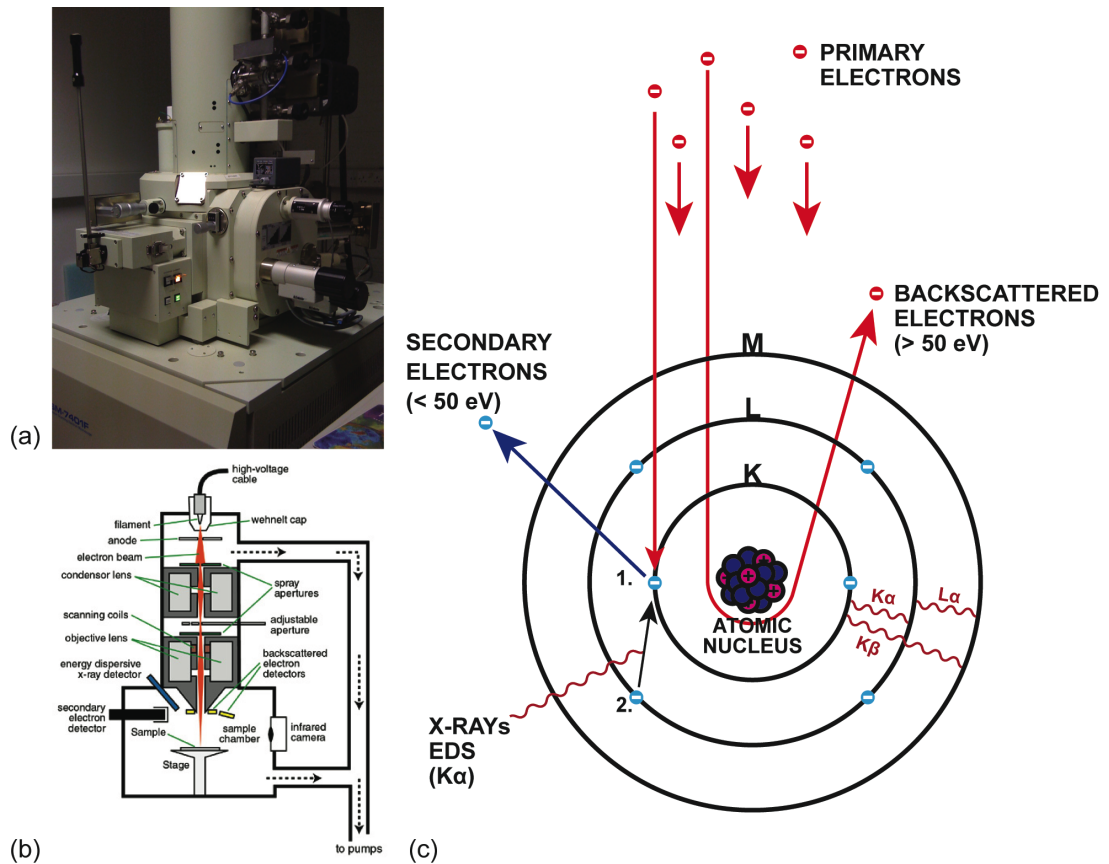 (a)
JSM-7401F
(b)
high-voltage
cable
filament
wehnelt cap
anode
electron beam
condensor lens
spray
apertures
scanning coils
adjustable
aperture
objective lens
energy dispersive
x-ray detector
backscattered
electron
detectors
secondary
electron
detector
Sample
sample
chamber
infrared
camera
Stage
to pumps
(c)
PRIMARY
ELECTRONS
BACKSCATTERED
ELECTRONS
(> 50 eV)
SECONDARY
ELECTRONS
(< 50 eV)
M
L
K
1.
ATOMIC
NUCLEUS
Kα
Lα
Kβ
2.
X-RAYs
EDS
(Kα)